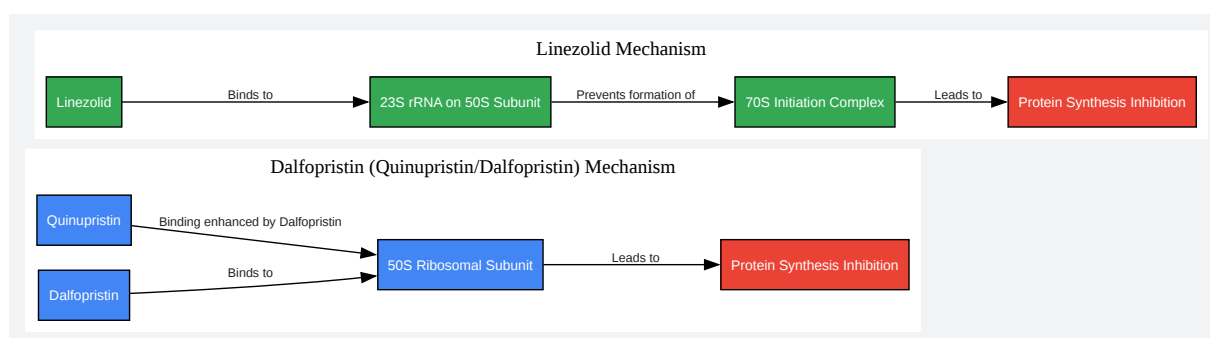 Linezolid Mechanism
Linezolid
Binds to
23S rRNA on 50S Subunit
Prevents formation of
70S Initiation Complex
Leads to
Protein Synthesis Inhibition
Dalfopristin (Quinupristin/Dalfopristin) Mechanism
Quinupristin
Binding enhanced by Dalfopristin
Dalfopristin
Binds to
50S Ribosomal Subunit
Leads to
Protein Synthesis Inhibition